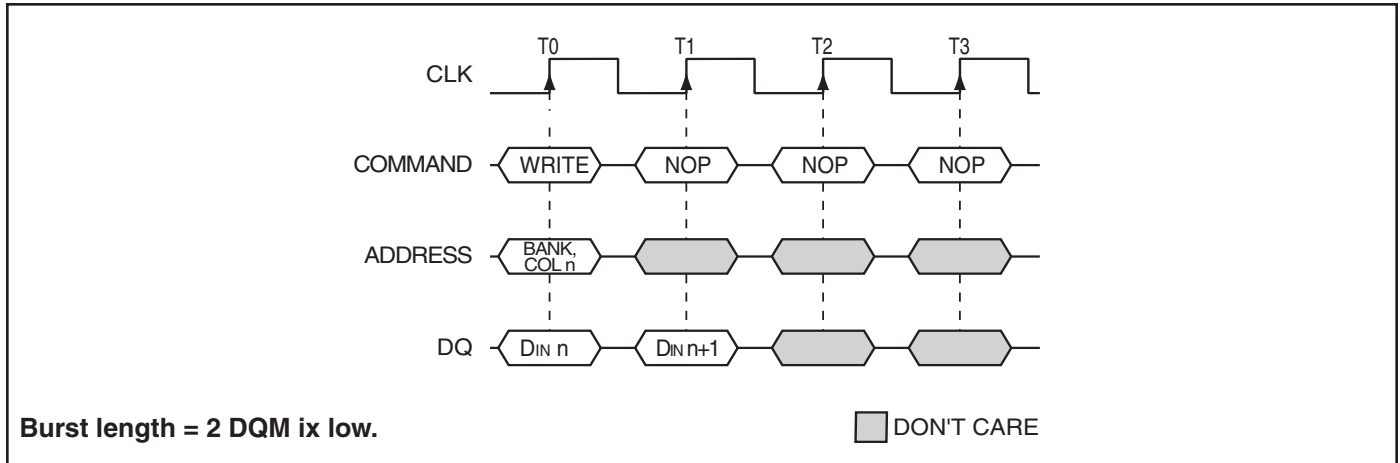 T0 T1 T2 T3
CLK
COMMAND WRITE NOP NOP NOP
ADDRESS BANK,
COL n
DQ DIN n DIN n+1
Burst length = 2 DQM ix low. DON'T CARE